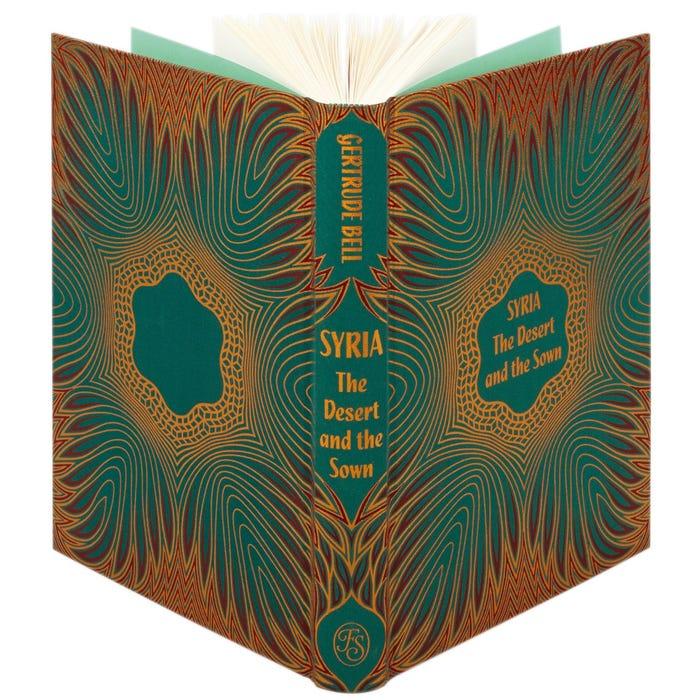 GERTRUDE BELL
SYRIA
The
Desert
and the
Sown
FS
SYRIA
The Desert
and the Sown